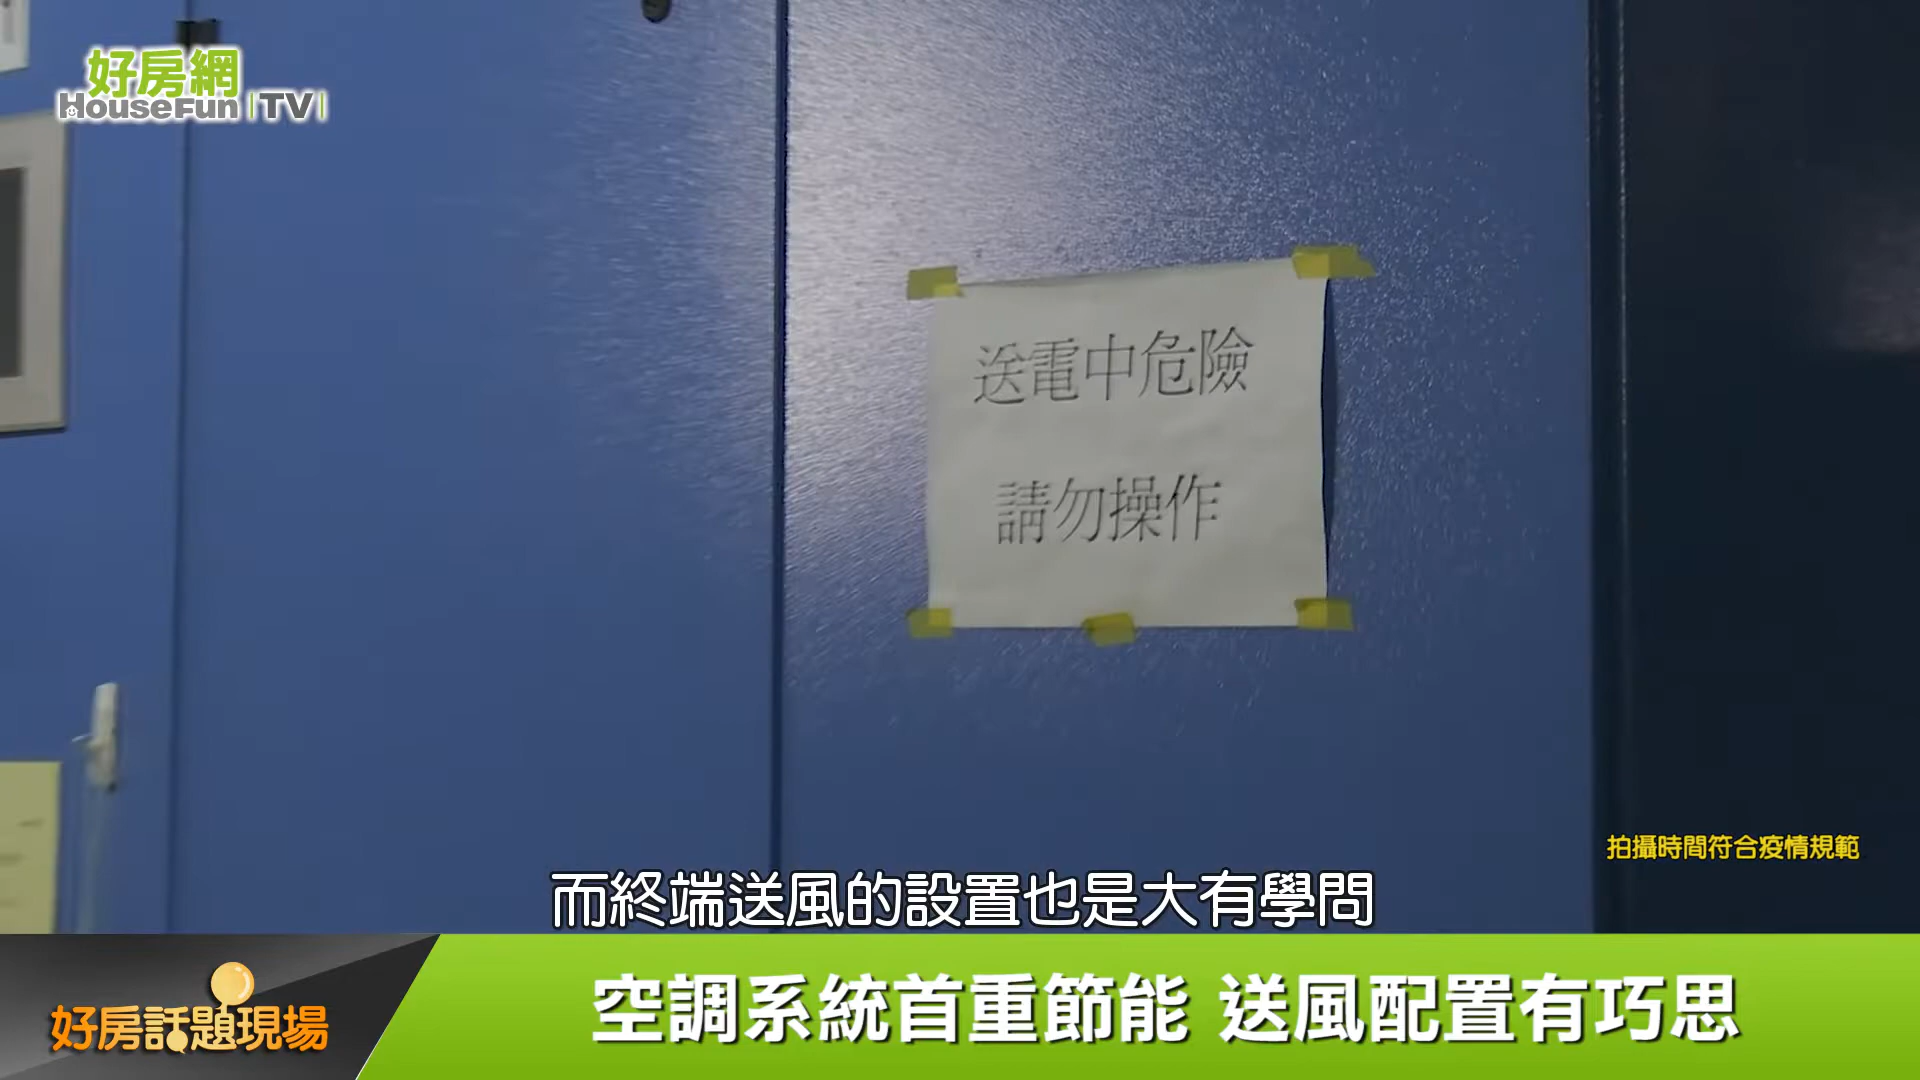 好房網
HouseFun TV
送電中危險
請勿操作
拍攝時間符合疫情規範
而終端送風的設置也是大有學問
好房話題現場
空調系統首重節能 送風配置有巧思